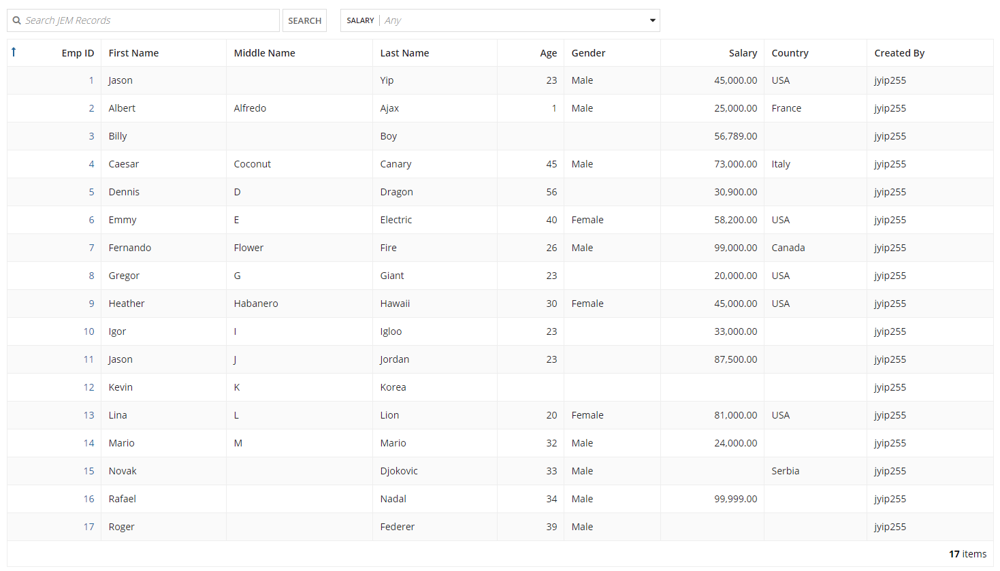 Search JEM Records SEARCH SALARY Any
Emp ID First Name Middle Name Last Name Age Gender Salary Country Created By
1 Jason Yip 23 Male 45,000.00 USA jyip255
2 Albert Alfredo Ajax 1 Male 25,000.00 France jyip255
3 Billy Boy 56,789.00 jyip255
4 Caesar Coconut Canary 45 Male 73,000.00 Italy jyip255
5 Dennis D Dragon 56 30,900.00 jyip255
6 Emmy E Electric 40 Female 58,200.00 USA jyip255
7 Fernando Flower Fire 26 Male 99,000.00 Canada jyip255
8 Gregor G Giant 23 20,000.00 USA jyip255
9 Heather Habanero Hawaii 30 Female 45,000.00 USA jyip255
10 Igor I Igloo 23 33,000.00 jyip255
11 Jason J Jordan 23 87,500.00 jyip255
12 Kevin K Korea jyip255
13 Lina L Lion 20 Female 81,000.00 USA jyip255
14 Mario M Mario 32 Male 24,000.00 jyip255
15 Novak Djokovic 33 Male Serbia jyip255
16 Rafael Nadal 34 Male 99,999.00 jyip255
17 Roger Federer 39 Male jyip255
17 items